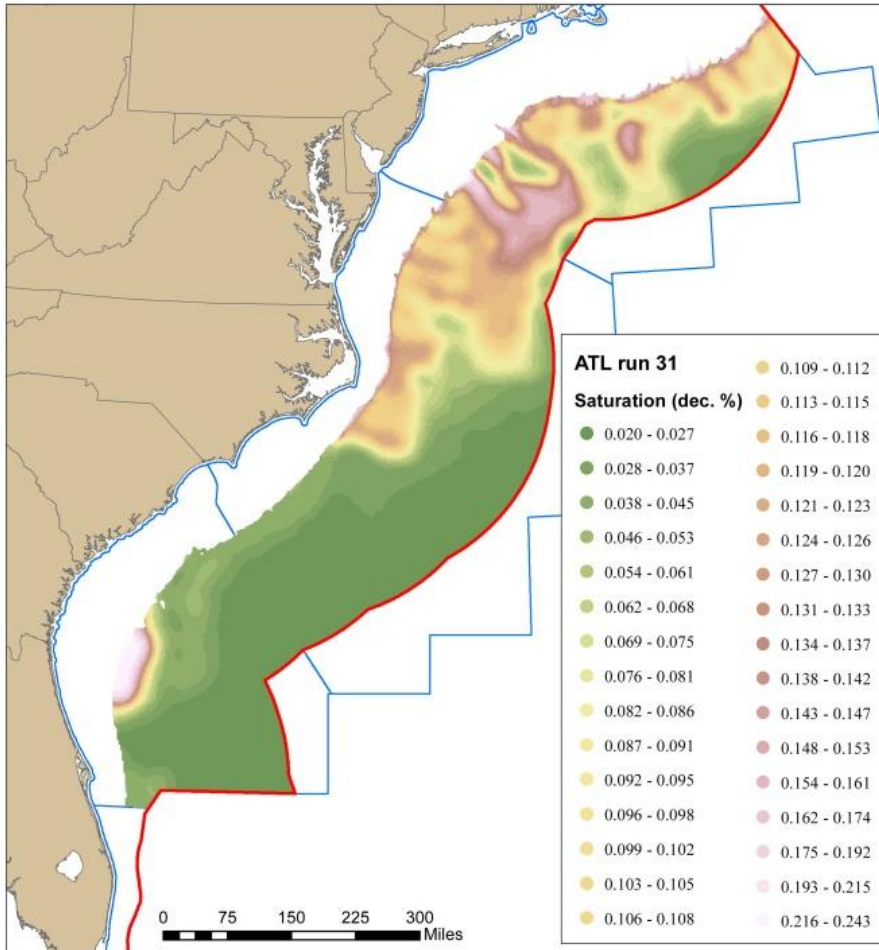 ATL run 31
Saturation (dec. %)
0.020 - 0.027
0.028 - 0.037
0.038 - 0.045
0.046 - 0.053
0.054 - 0.061
0.062 - 0.068
0.069 - 0.075
0.076 - 0.081
0.082 - 0.086
0.087 - 0.091
0.092 - 0.095
0.096 - 0.098
0.099 - 0.102
0.103 - 0.105
0.106 - 0.108
0.109 - 0.112
0.113 - 0.115
0.116 - 0.118
0.119 - 0.120
0.121 - 0.123
0.124 - 0.126
0.127 - 0.130
0.131 - 0.133
0.134 - 0.137
0.138 - 0.142
0.143 - 0.147
0.148 - 0.153
0.154 - 0.161
0.162 - 0.174
0.175 - 0.192
0.193 - 0.215
0.216 - 0.243
0 75 150 225 300
Miles